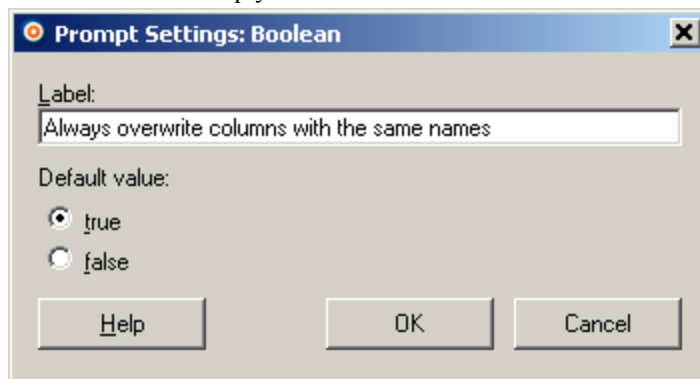 Prompt Settings: Boolean
Label:
Always overwrite columns with the same names
Default value:
true
false
Help OK Cancel